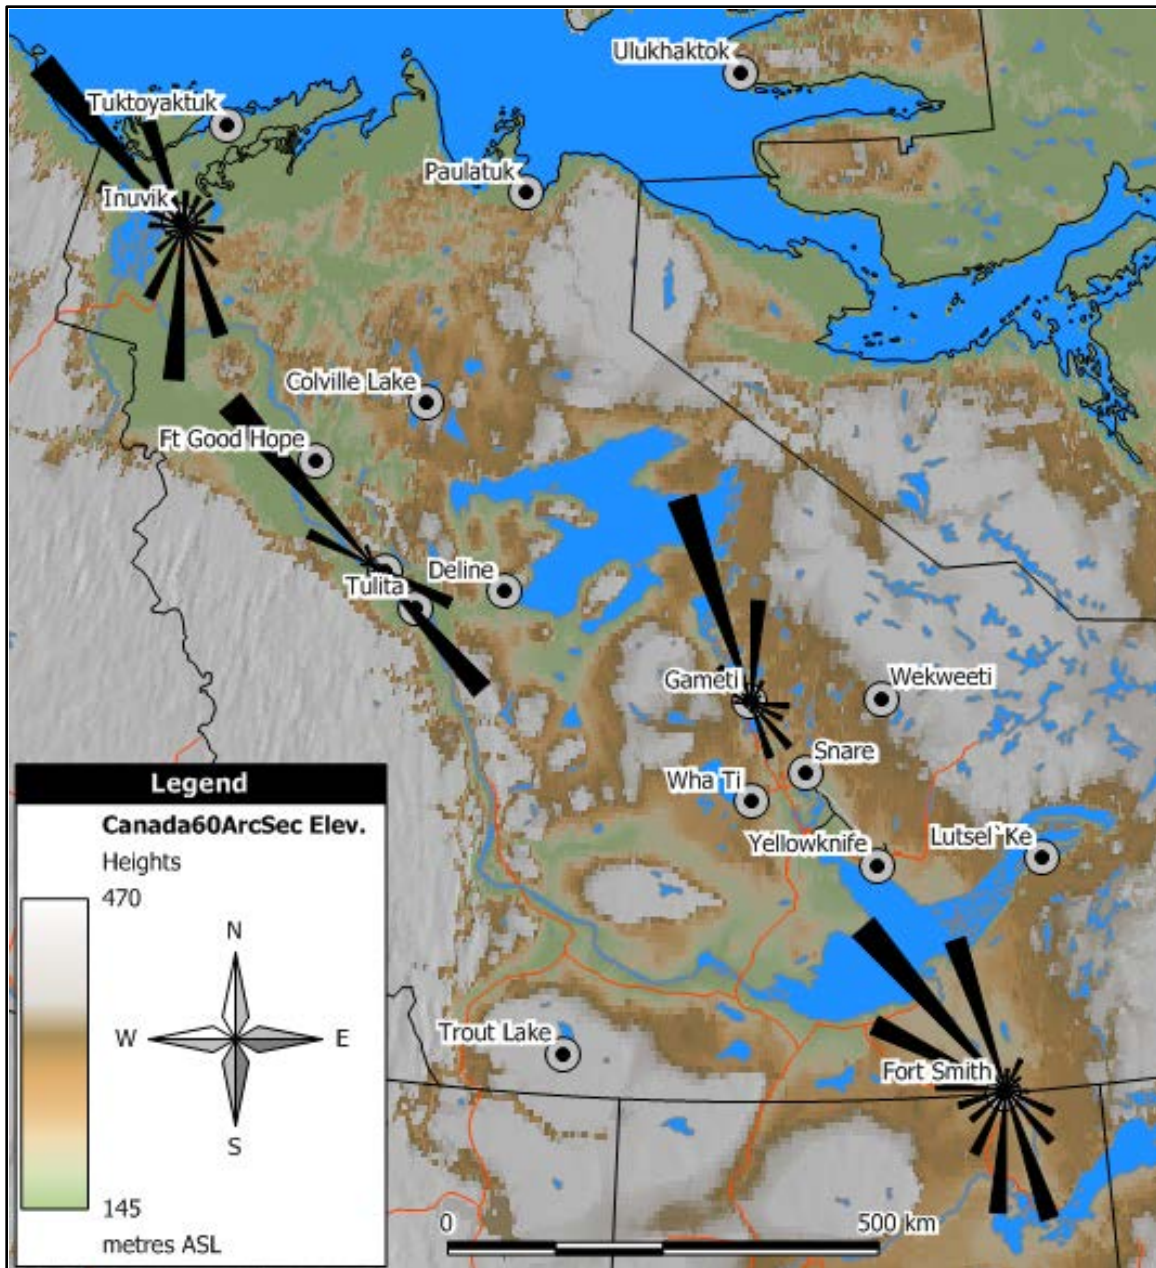 Ulukhaktok
Tuktoyaktuk
Paulatuk
Inuvik
Colville Lake
Ft Good Hope
Deline
Tulita
Gameti
Wekweeti
Snare
Wha Ti
Yellowknife
Lutsel`Ke
Trout Lake
Fort Smith
Legend
Canada60ArcSec Elev.
Heights
470
N
W
E
S
145
metres ASL
0
500 km